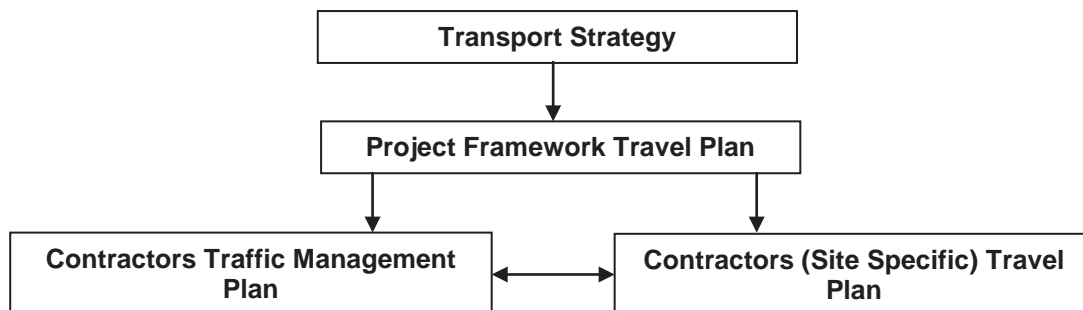 Transport Strategy
Project Framework Travel Plan
Contractors Traffic Management
Plan
Contractors (Site Specific) Travel
Plan